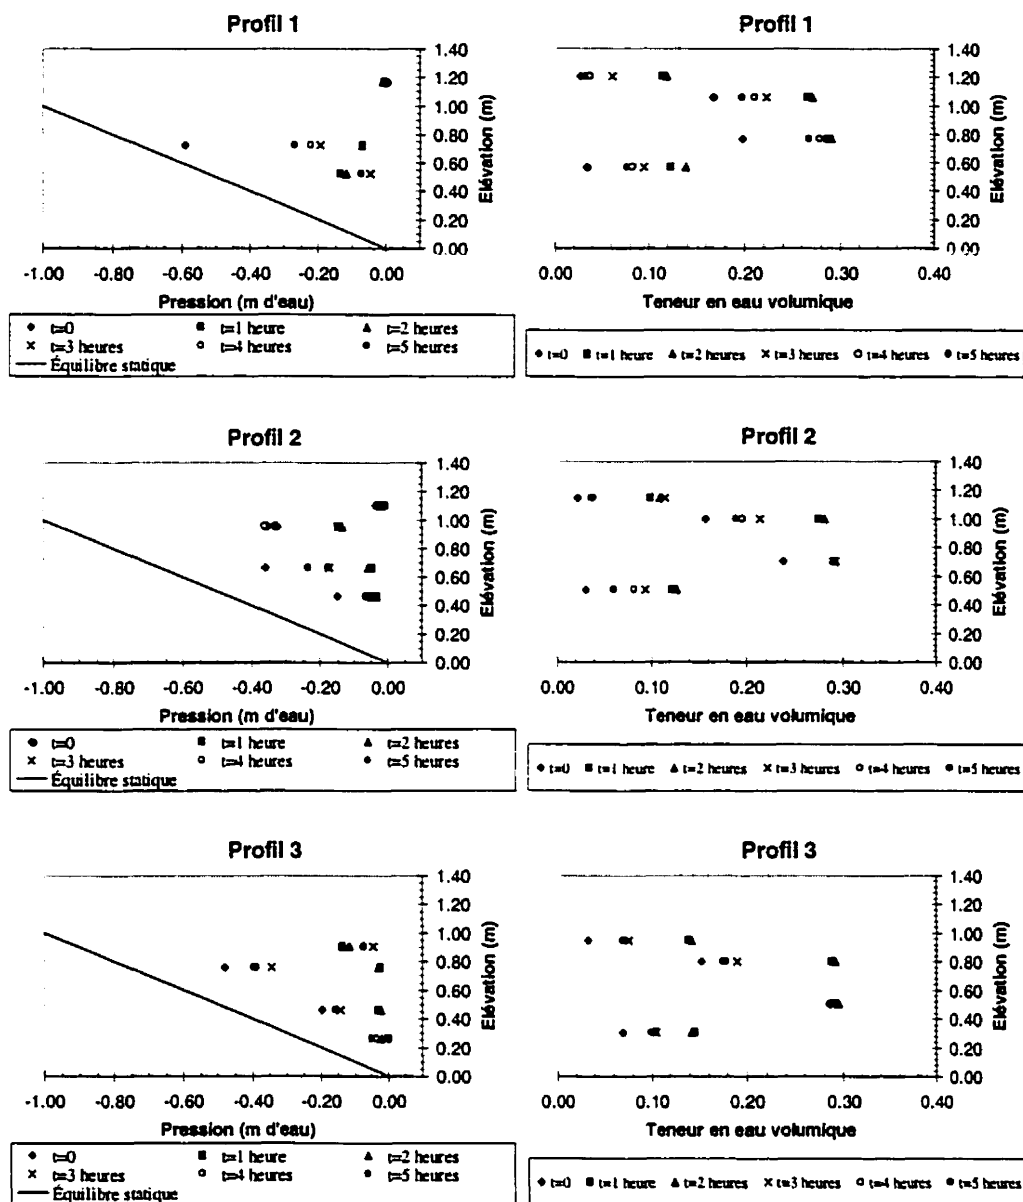 Profil 1
1.40
1.20
1.00
0.80
0.60
0.40
0.20
0.00
Elévation (m)
-1.00 -0.80 -0.60 -0.40 -0.20 0.00
Pression (m d'eau)
t=0 t=1 heure t=2 heures
t=3 heures t=4 heures t=5 heures
Équilibre statique
Profil 1
1.40
1.20
1.00
0.80
0.60
0.40
0.20
0.00
Elévation (m)
0.00 0.10 0.20 0.30 0.40
Teneur en eau volumique
t=0 t=1 heure t=2 heures t=3 heures t=4 heures t=5 heures
Profil 2
1.40
1.20
1.00
0.80
0.60
0.40
0.20
0.00
Elévation (m)
-1.00 -0.80 -0.60 -0.40 -0.20 0.00
Pression (m d'eau)
t=0 t=1 heure t=2 heures
t=3 heures t=4 heures t=5 heures
Équilibre statique
Profil 2
1.40
1.20
1.00
0.80
0.60
0.40
0.20
0.00
Elévation (m)
0.00 0.10 0.20 0.30 0.40
Teneur en eau volumique
t=0 t=1 heure t=2 heures t=3 heures t=4 heures t=5 heures
Profil 3
1.40
1.20
1.00
0.80
0.60
0.40
0.20
0.00
Elévation (m)
-1.00 -0.80 -0.60 -0.40 -0.20 0.00
Pression (m d'eau)
t=0 t=1 heure t=2 heures
t=3 heures t=4 heures t=5 heures
Équilibre statique
Profil 3
1.40
1.20
1.00
0.80
0.60
0.40
0.20
0.00
Elévation (m)
0.00 0.10 0.20 0.30 0.40
Teneur en eau volumique
t=0 t=1 heure t=2 heures t=3 heures t=4 heures t=5 heures